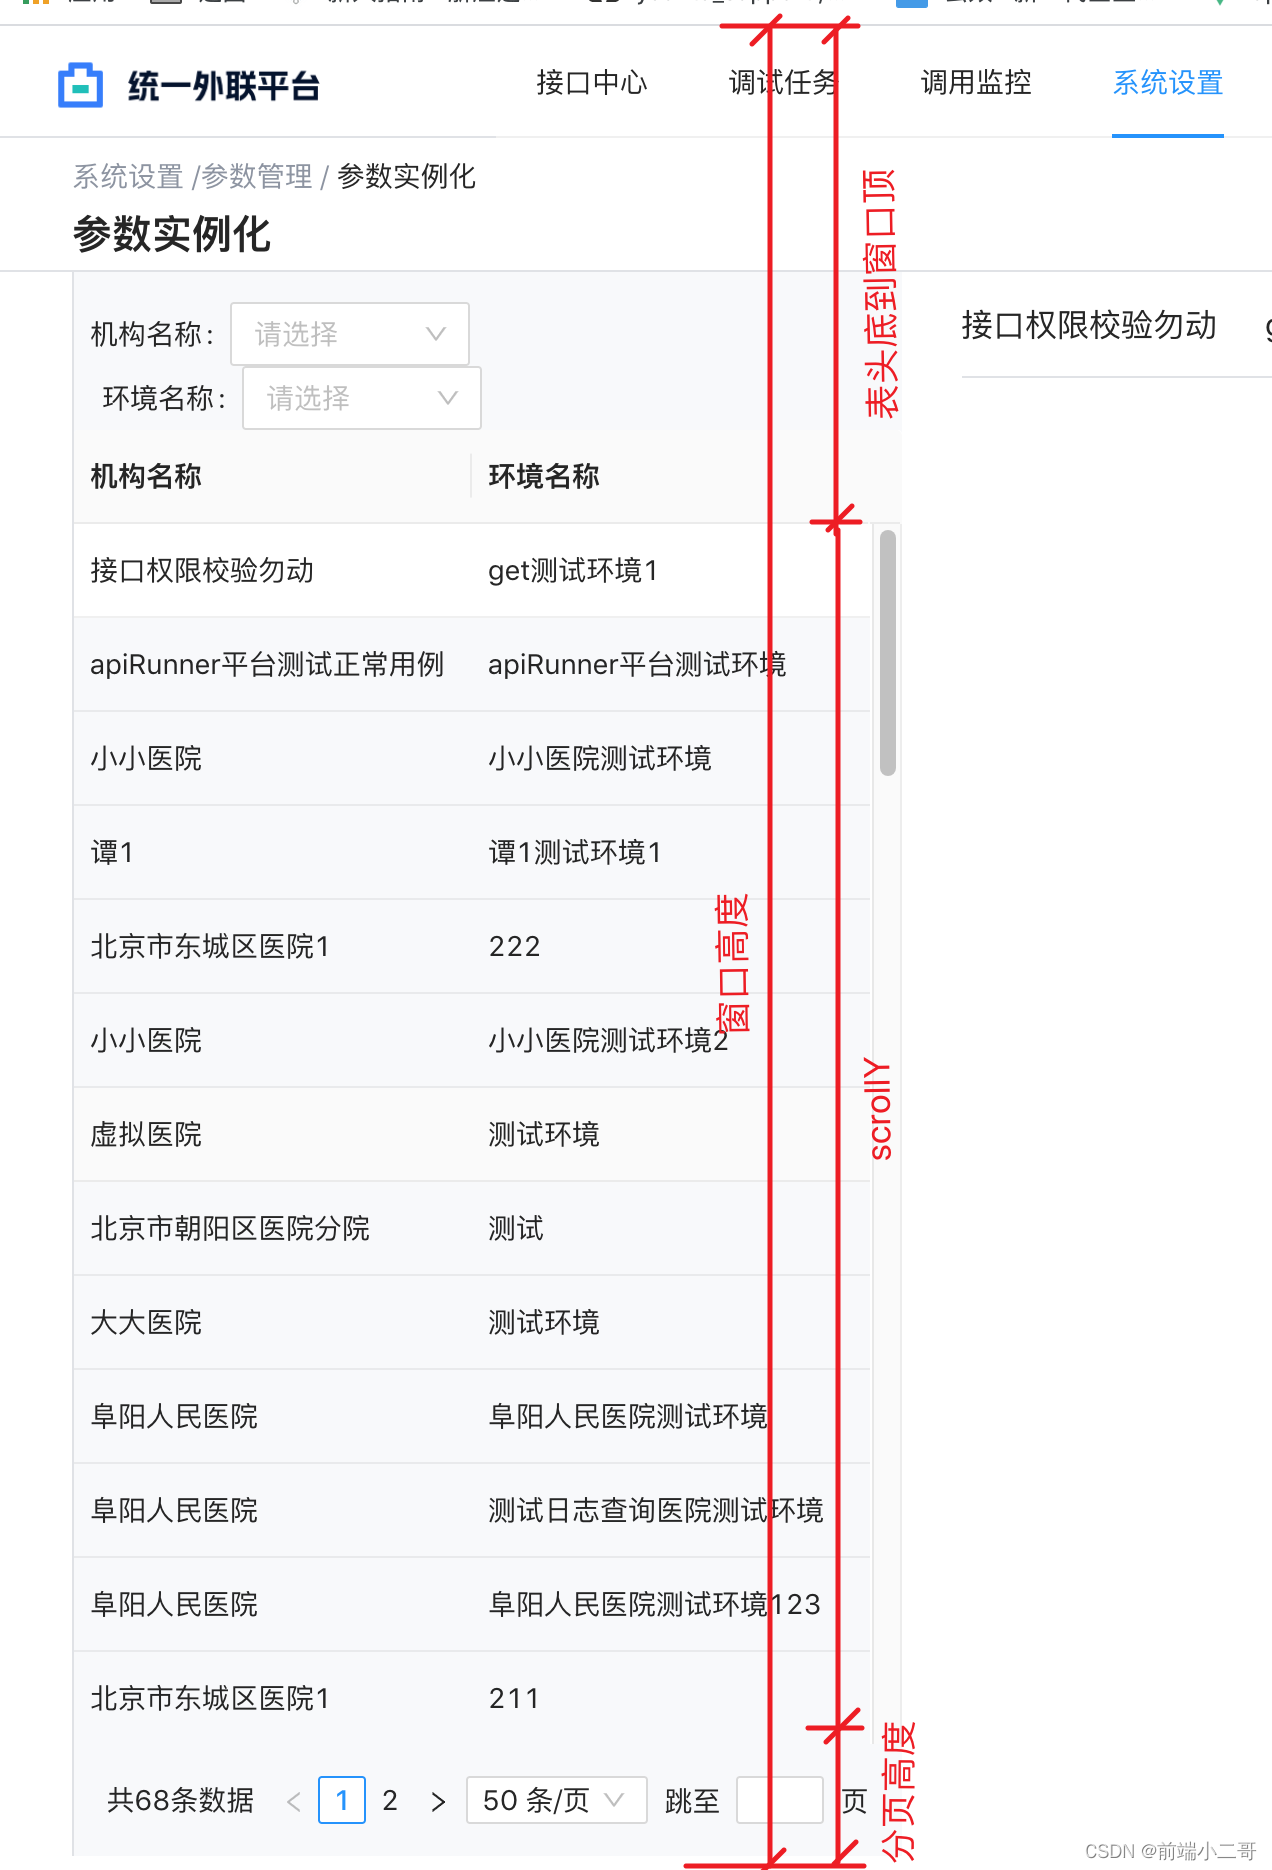 统一外联平台
接口中心
调试任务
调用监控
系统设置
系统设置 /参数管理 / 参数实例化
参数实例化
机构名称: 请选择
环境名称: 请选择
接口权限校验勿动
机构名称 环境名称
接口权限校验勿动 get测试环境1
apiRunner平台测试正常用例 apiRunner平台测试环境
小小医院 小小医院测试环境
谭1 谭1测试环境1
北京市东城区医院1 222
小小医院 小小医院测试环境2
虚拟医院 测试环境
北京市朝阳区医院分院 测试
大大医院 测试环境
阜阳人民医院 阜阳人民医院测试环境
阜阳人民医院 测试日志查询医院测试环境
阜阳人民医院 阜阳人民医院测试环境123
北京市东城区医院1 211
共68条数据 < 1 2 > 50 条/页 跳至 页
表头底到窗口顶
窗口高度
scrollY
分页高度
CSDN @前端小二哥